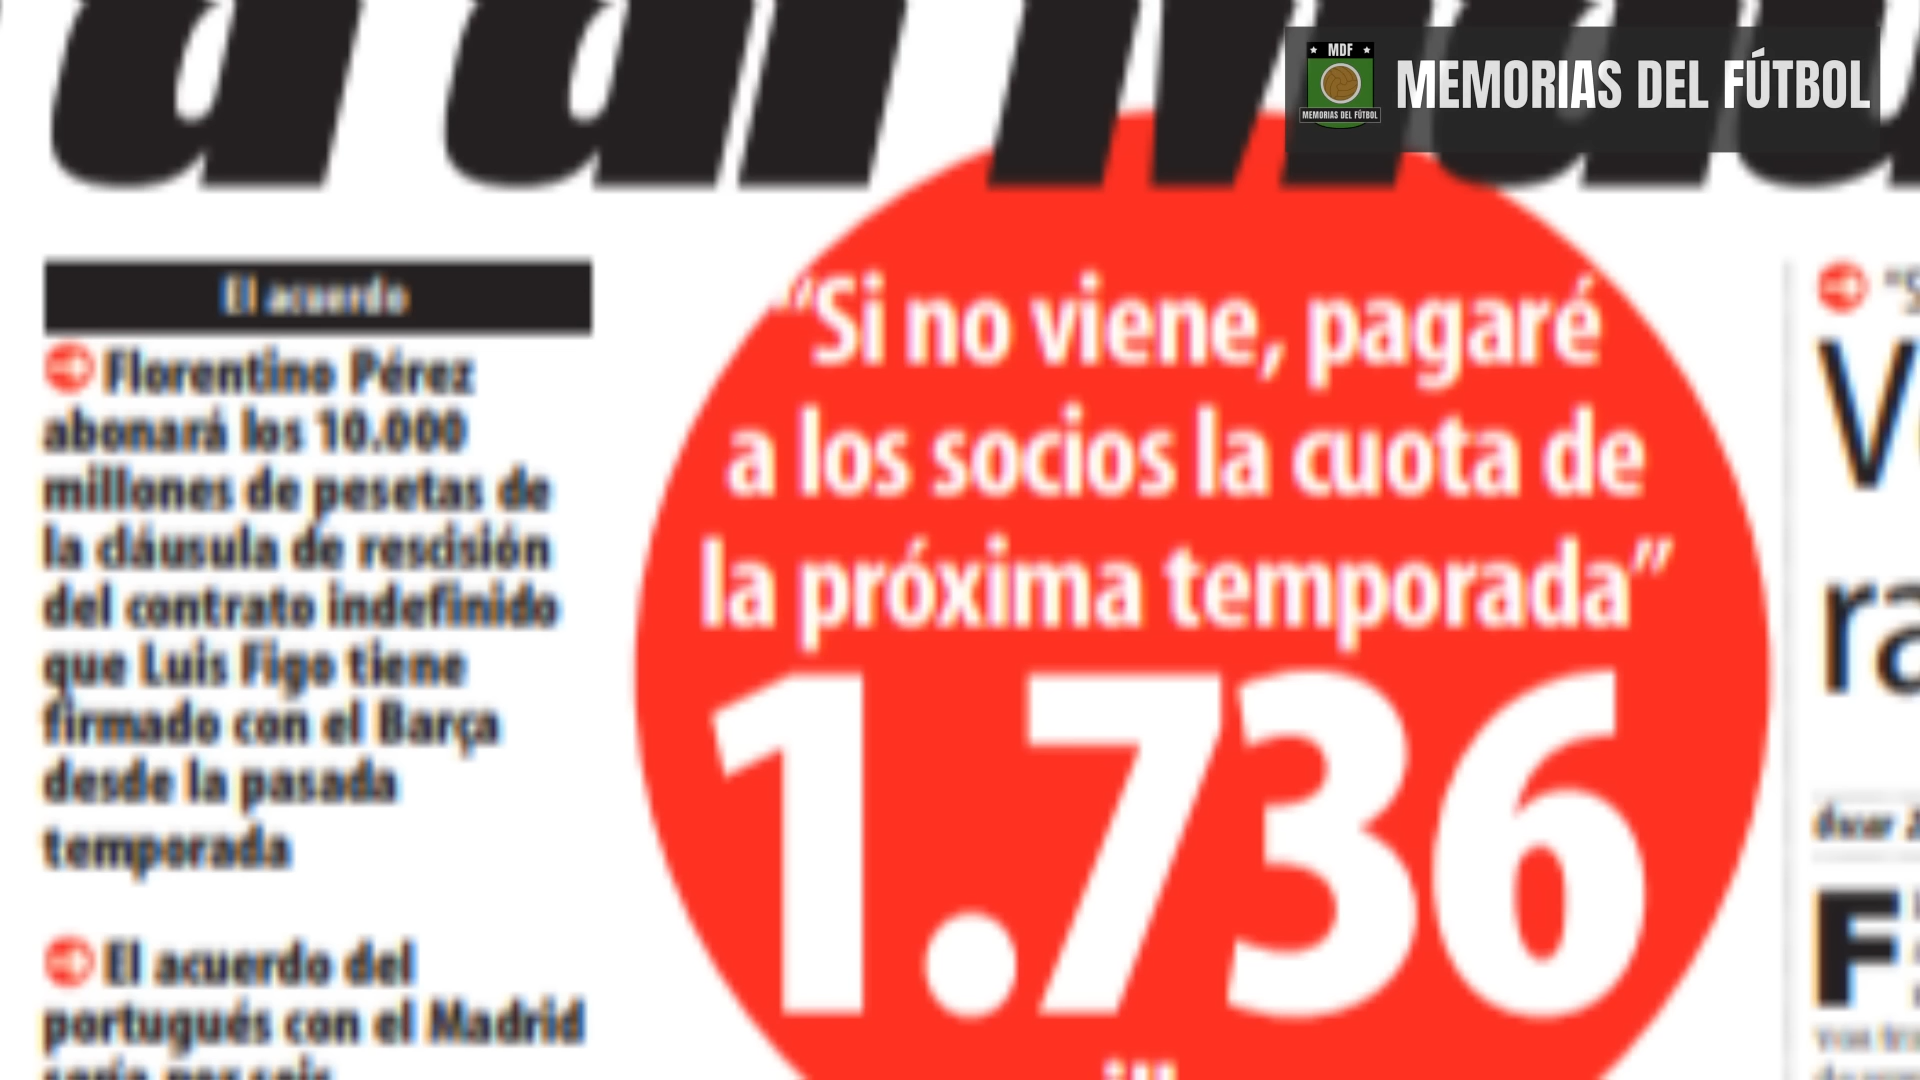 MDF
MEMORIAS DEL FÚTBOL
MEMORIAS DEL FÚTBOL
El acuerdo
Florentino Pérez
abonará los 10.000
millones de pesetas de
la cláusula de rescisión
del contrato indefinido
que Luis Figo tiene
firmado con el Barça
desde la pasada
temporada
El acuerdo del
portugués con el Madrid
“Si no viene, pagaré
a los socios la cuota de
la próxima temporada”
1.736